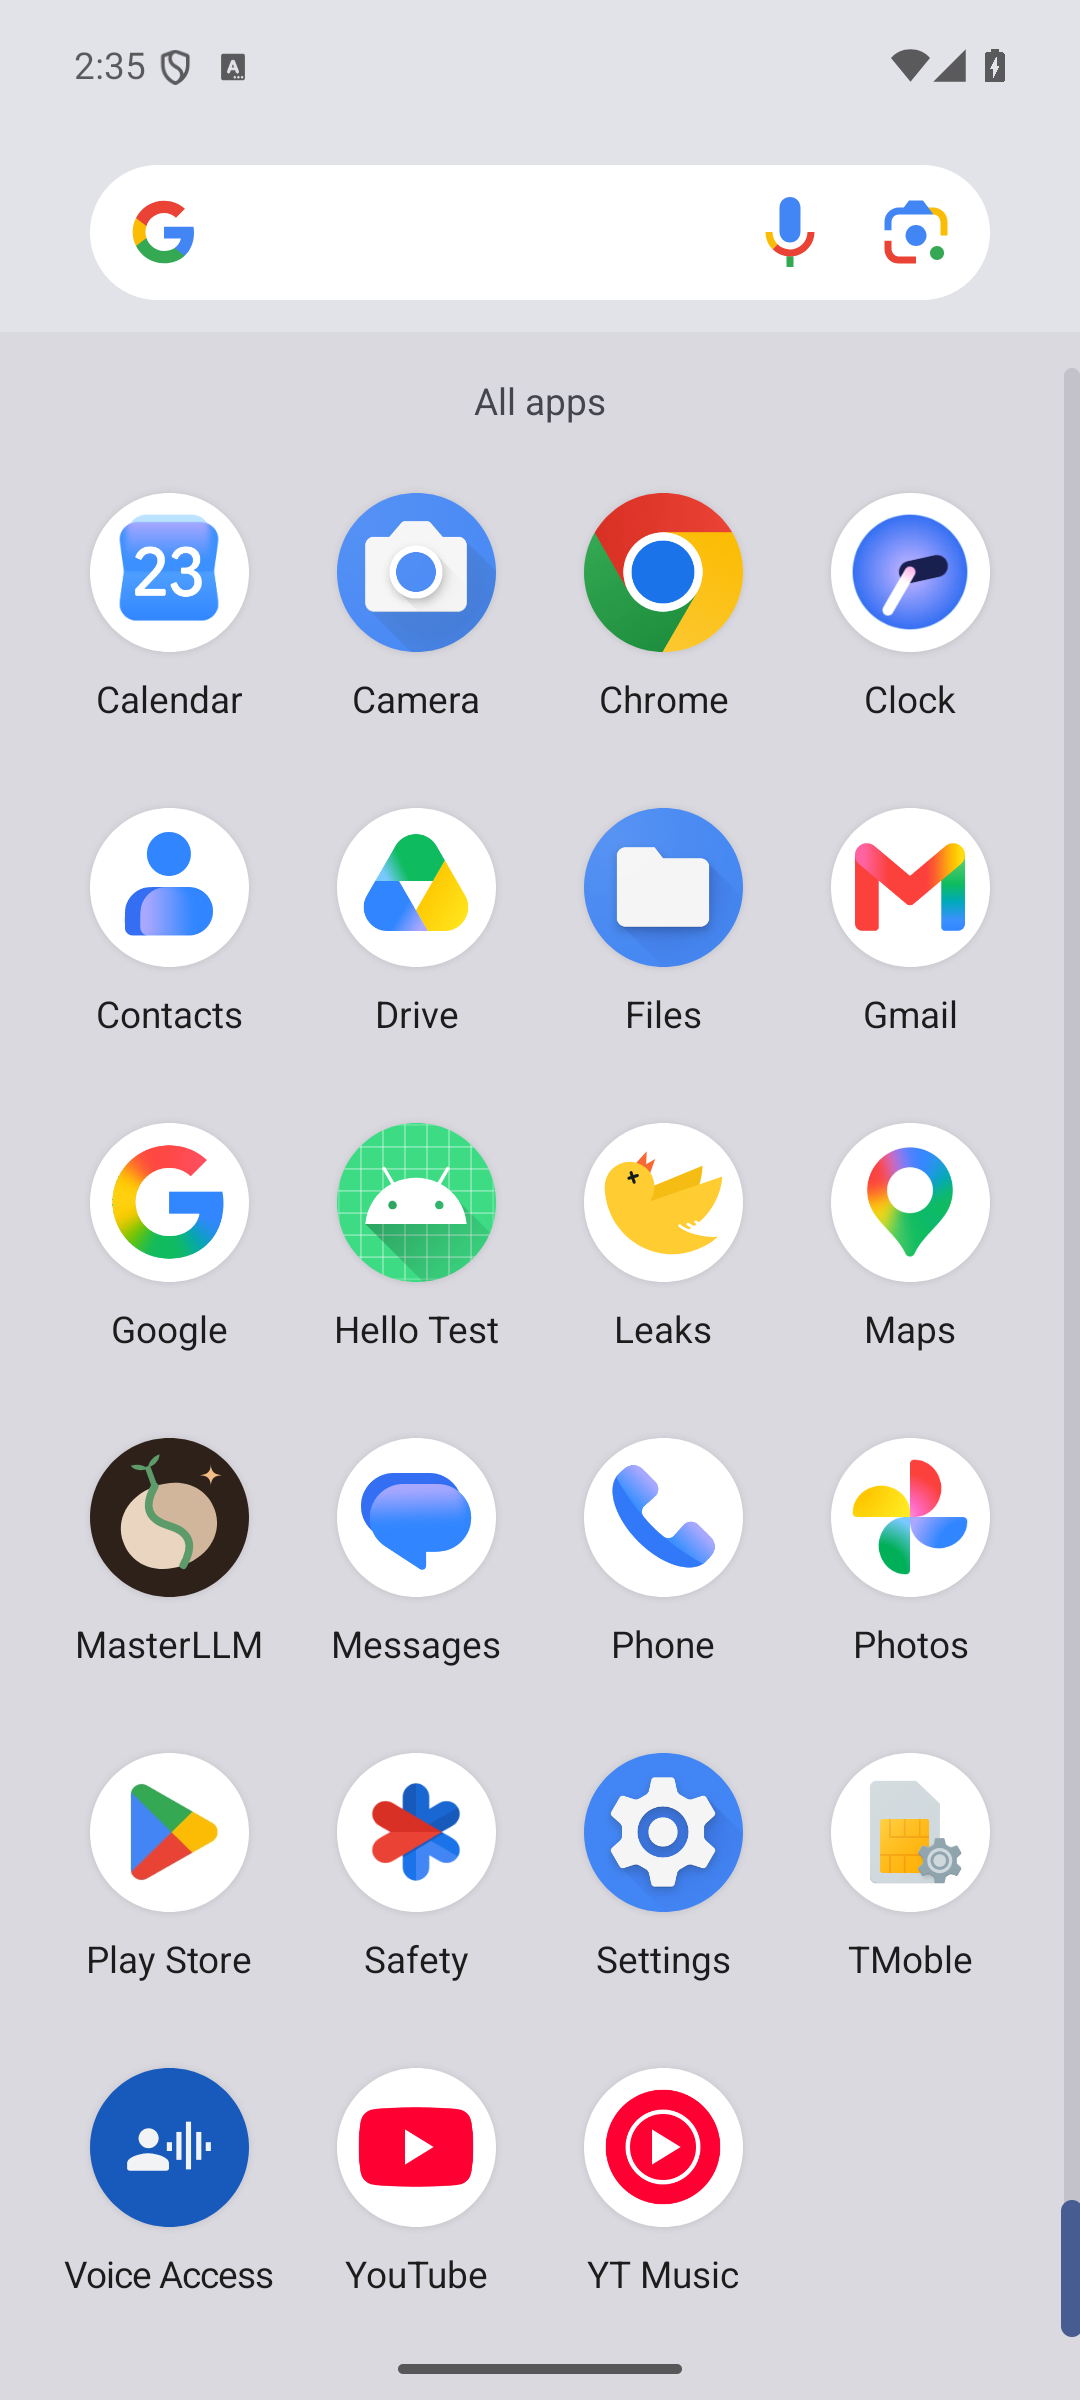 2:35
All apps
23
Calendar Camera Chrome Clock
Contacts Drive Files Gmail
Google Hello Test Leaks Maps
MasterLLM Messages Phone Photos
Play Store Safety Settings TMoble
Voice Access YouTube YT Music